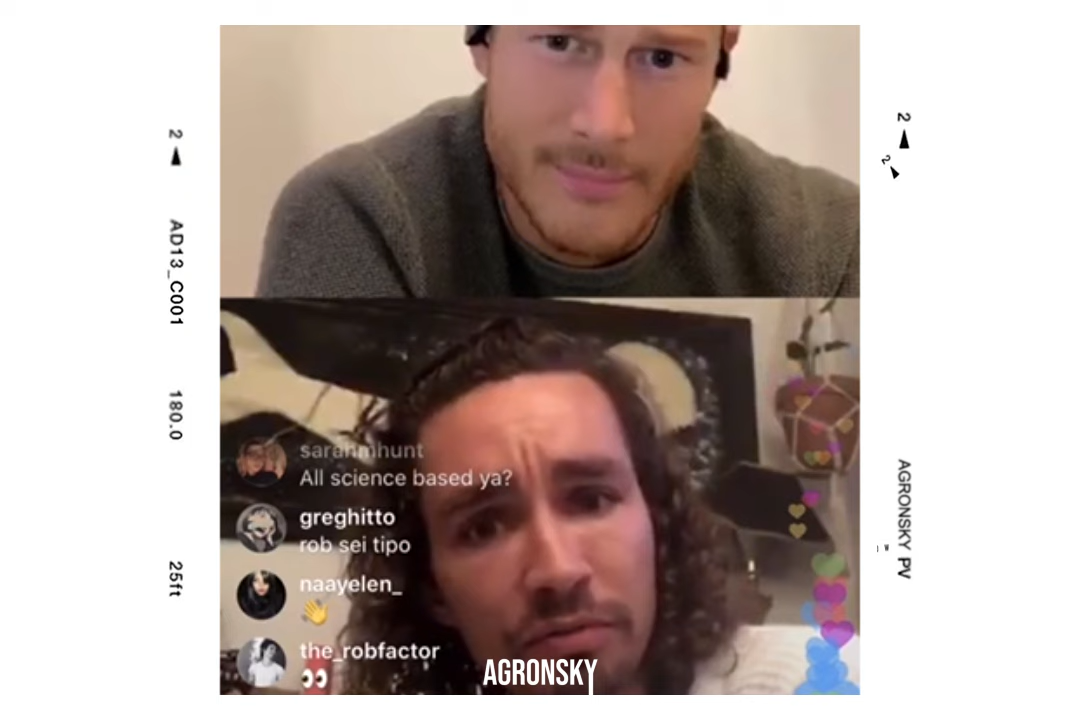 2
AD13_C001
180.0
25ft
sarahmhunt
All science based ya?
greghitto
rob sei tipo
naayelen_
👋
the_robfactor
👀
AGRONSKY
2
2
AGRONSKY PV